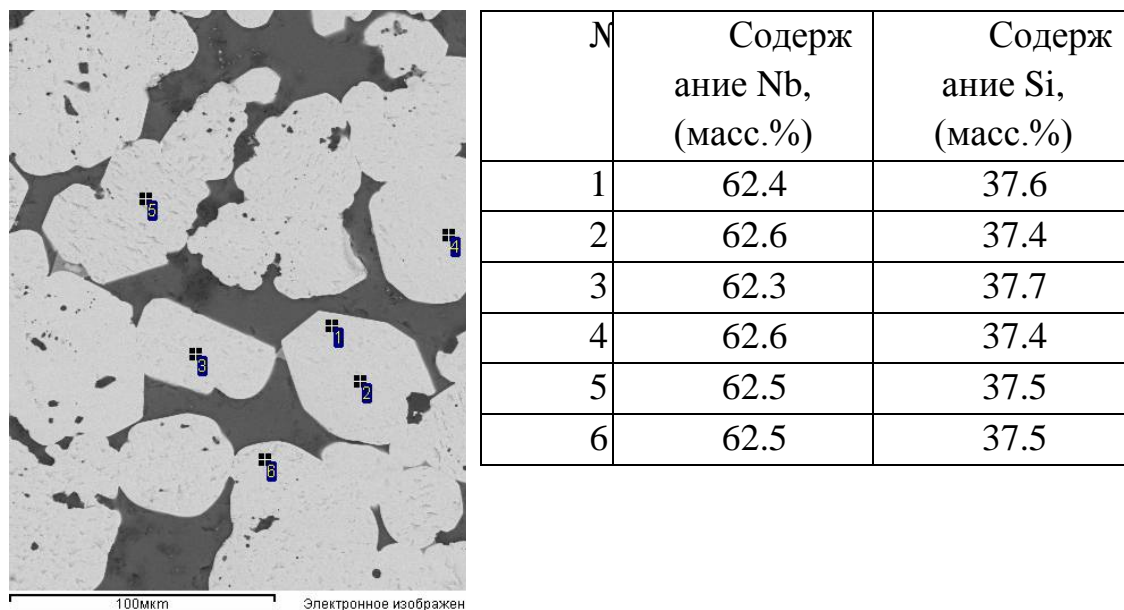 5
4
1
3
2
6
100мкm Электронное изображен
N Содерж Содерж
ание Nb, ание Si,
(масс.%) (масс.%)
1 62.4 37.6
2 62.6 37.4
3 62.3 37.7
4 62.6 37.4
5 62.5 37.5
6 62.5 37.5